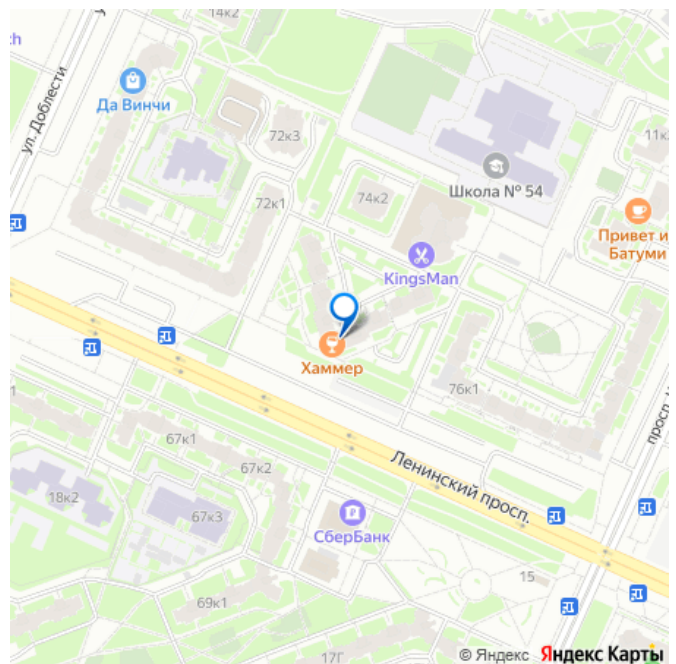 ул. Доблести
Да Винчи
72к3
11к
72к1
74к2
Школа № 54
Привет и
Батуми
KingsMan
Хаммер
76к1
просп.
67к1
67к2
Ленинский просп.
18к2
67к3
СберБанк
15
69к1
17Г
© Яндекс Яндекс Карты